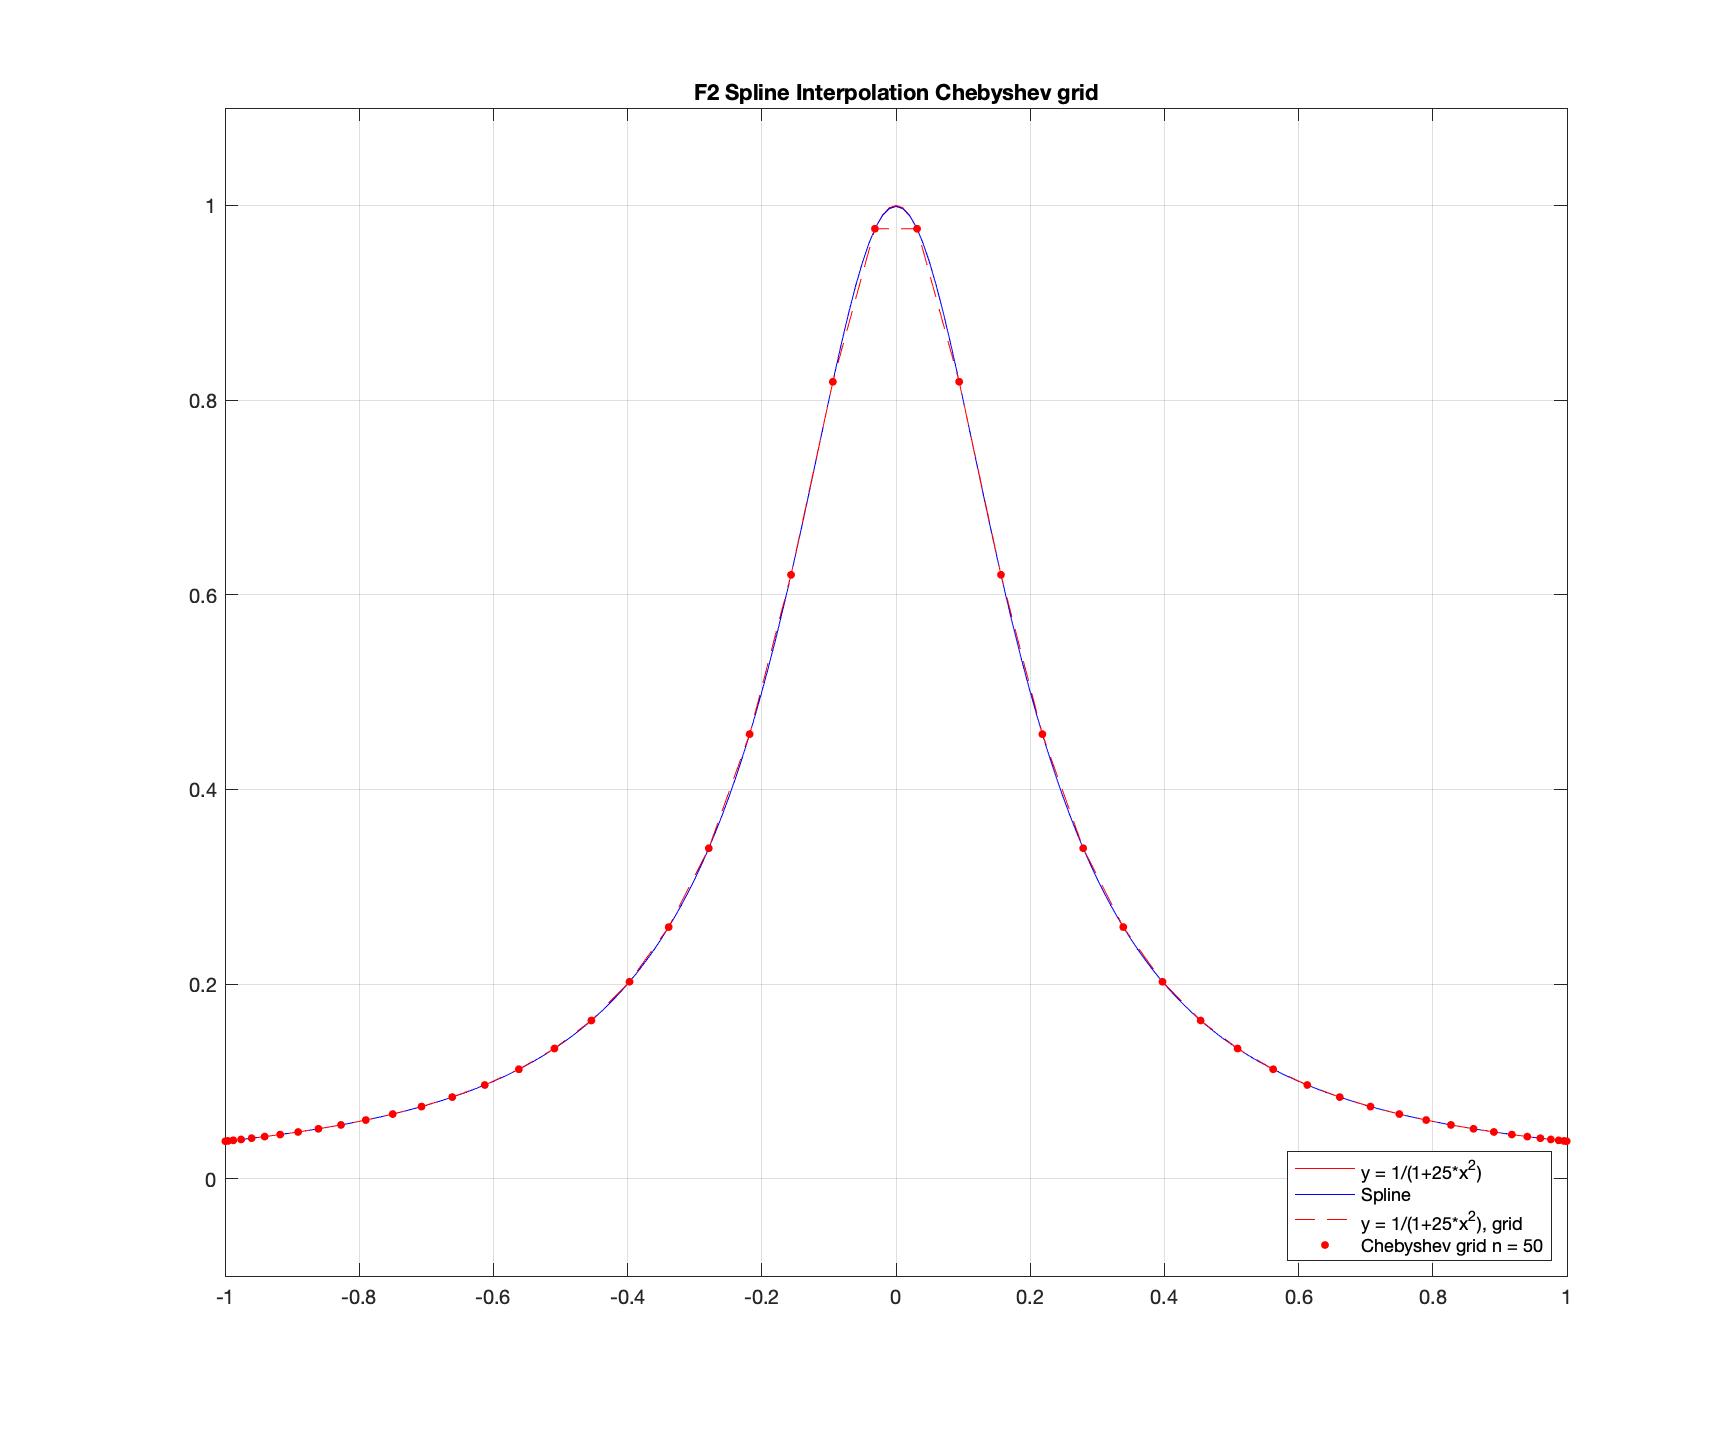 F2 Spline Interpolation Chebyshev grid
1
0.8
0.6
0.4
0.2
0
y = 1/(1+25*x²)
Spline
y = 1/(1+25*x²), grid
Chebyshev grid n = 50
-1 -0.8 -0.6 -0.4 -0.2 0 0.2 0.4 0.6 0.8 1